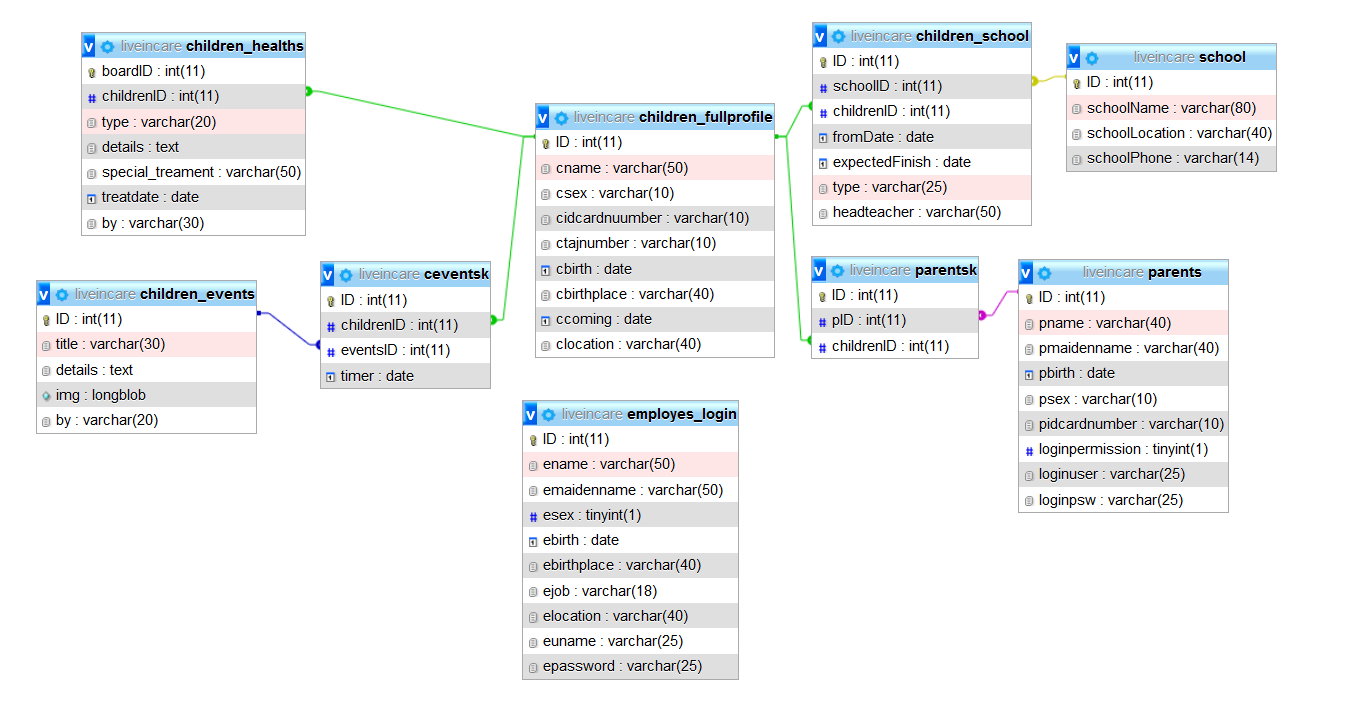 liveincare children_healths
boardID : int(11)
childrenID : int(11)
type : varchar(20)
details : text
special_treament : varchar(50)
treatdate : date
by : varchar(30)
liveincare children_events
ID : int(11)
title : varchar(30)
details : text
img : longblob
by : varchar(20)
liveincare ceventsk
ID : int(11)
childrenID : int(11)
eventsID : int(11)
timer : date
liveincare children_fullprofile
ID : int(11)
cname : varchar(50)
csex : varchar(10)
cidcardnuumber : varchar(10)
ctajnumber : varchar(10)
cbirth : date
cbirthplace : varchar(40)
ccoming : date
clocation : varchar(40)
liveincare employes_login
ID : int(11)
ename : varchar(50)
emaidenname : varchar(50)
esex : tinyint(1)
ebirth : date
ebirthplace : varchar(40)
ejob : varchar(18)
elocation : varchar(40)
euname : varchar(25)
epassword : varchar(25)
liveincare children_school
ID : int(11)
schoolID : int(11)
childrenID : int(11)
fromDate : date
expectedFinish : date
type : varchar(25)
headteacher : varchar(50)
liveincare school
ID : int(11)
schoolName : varchar(80)
schoolLocation : varchar(40)
schoolPhone : varchar(14)
liveincare parentsk
ID : int(11)
pID : int(11)
childrenID : int(11)
liveincare parents
ID : int(11)
pname : varchar(40)
pmaidenname : varchar(40)
pbirth : date
psex : varchar(10)
pidcardnumber : varchar(10)
loginpermission : tinyint(1)
loginuser : varchar(25)
loginpsw : varchar(25)